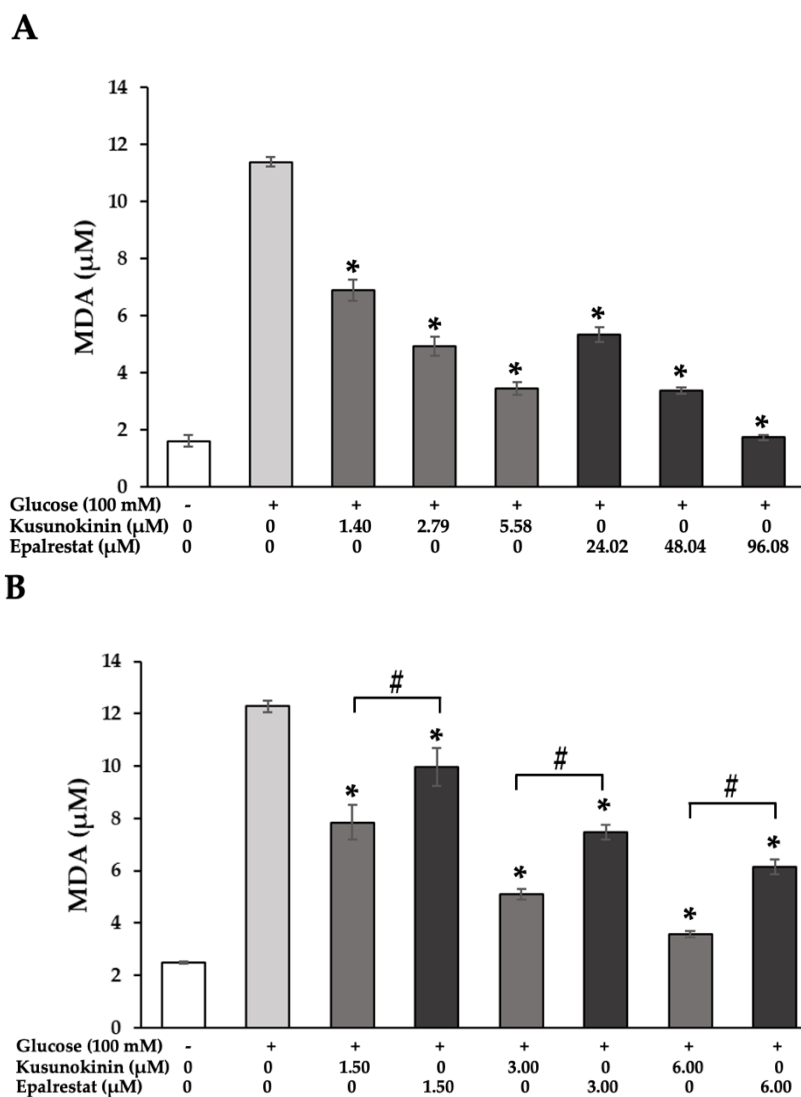 A
14
12
10
8
6
4
2
0
MDA (µM)
* * * * * *
Glucose (100 mM) - + + + + + + +
Kusunokinin (µM) 0 0 1.40 2.79 5.58 0 0 0
Epalrestat (µM) 0 0 0 0 0 24.02 48.04 96.08
B
14
12
10
8
6
4
2
0
MDA (µM)
# # #
* * * * * *
Glucose (100 mM) - + + + + + + +
Kusunokinin (µM) 0 0 1.50 0 3.00 0 6.00 0
Epalrestat (µM) 0 0 0 1.50 0 3.00 0 6.00